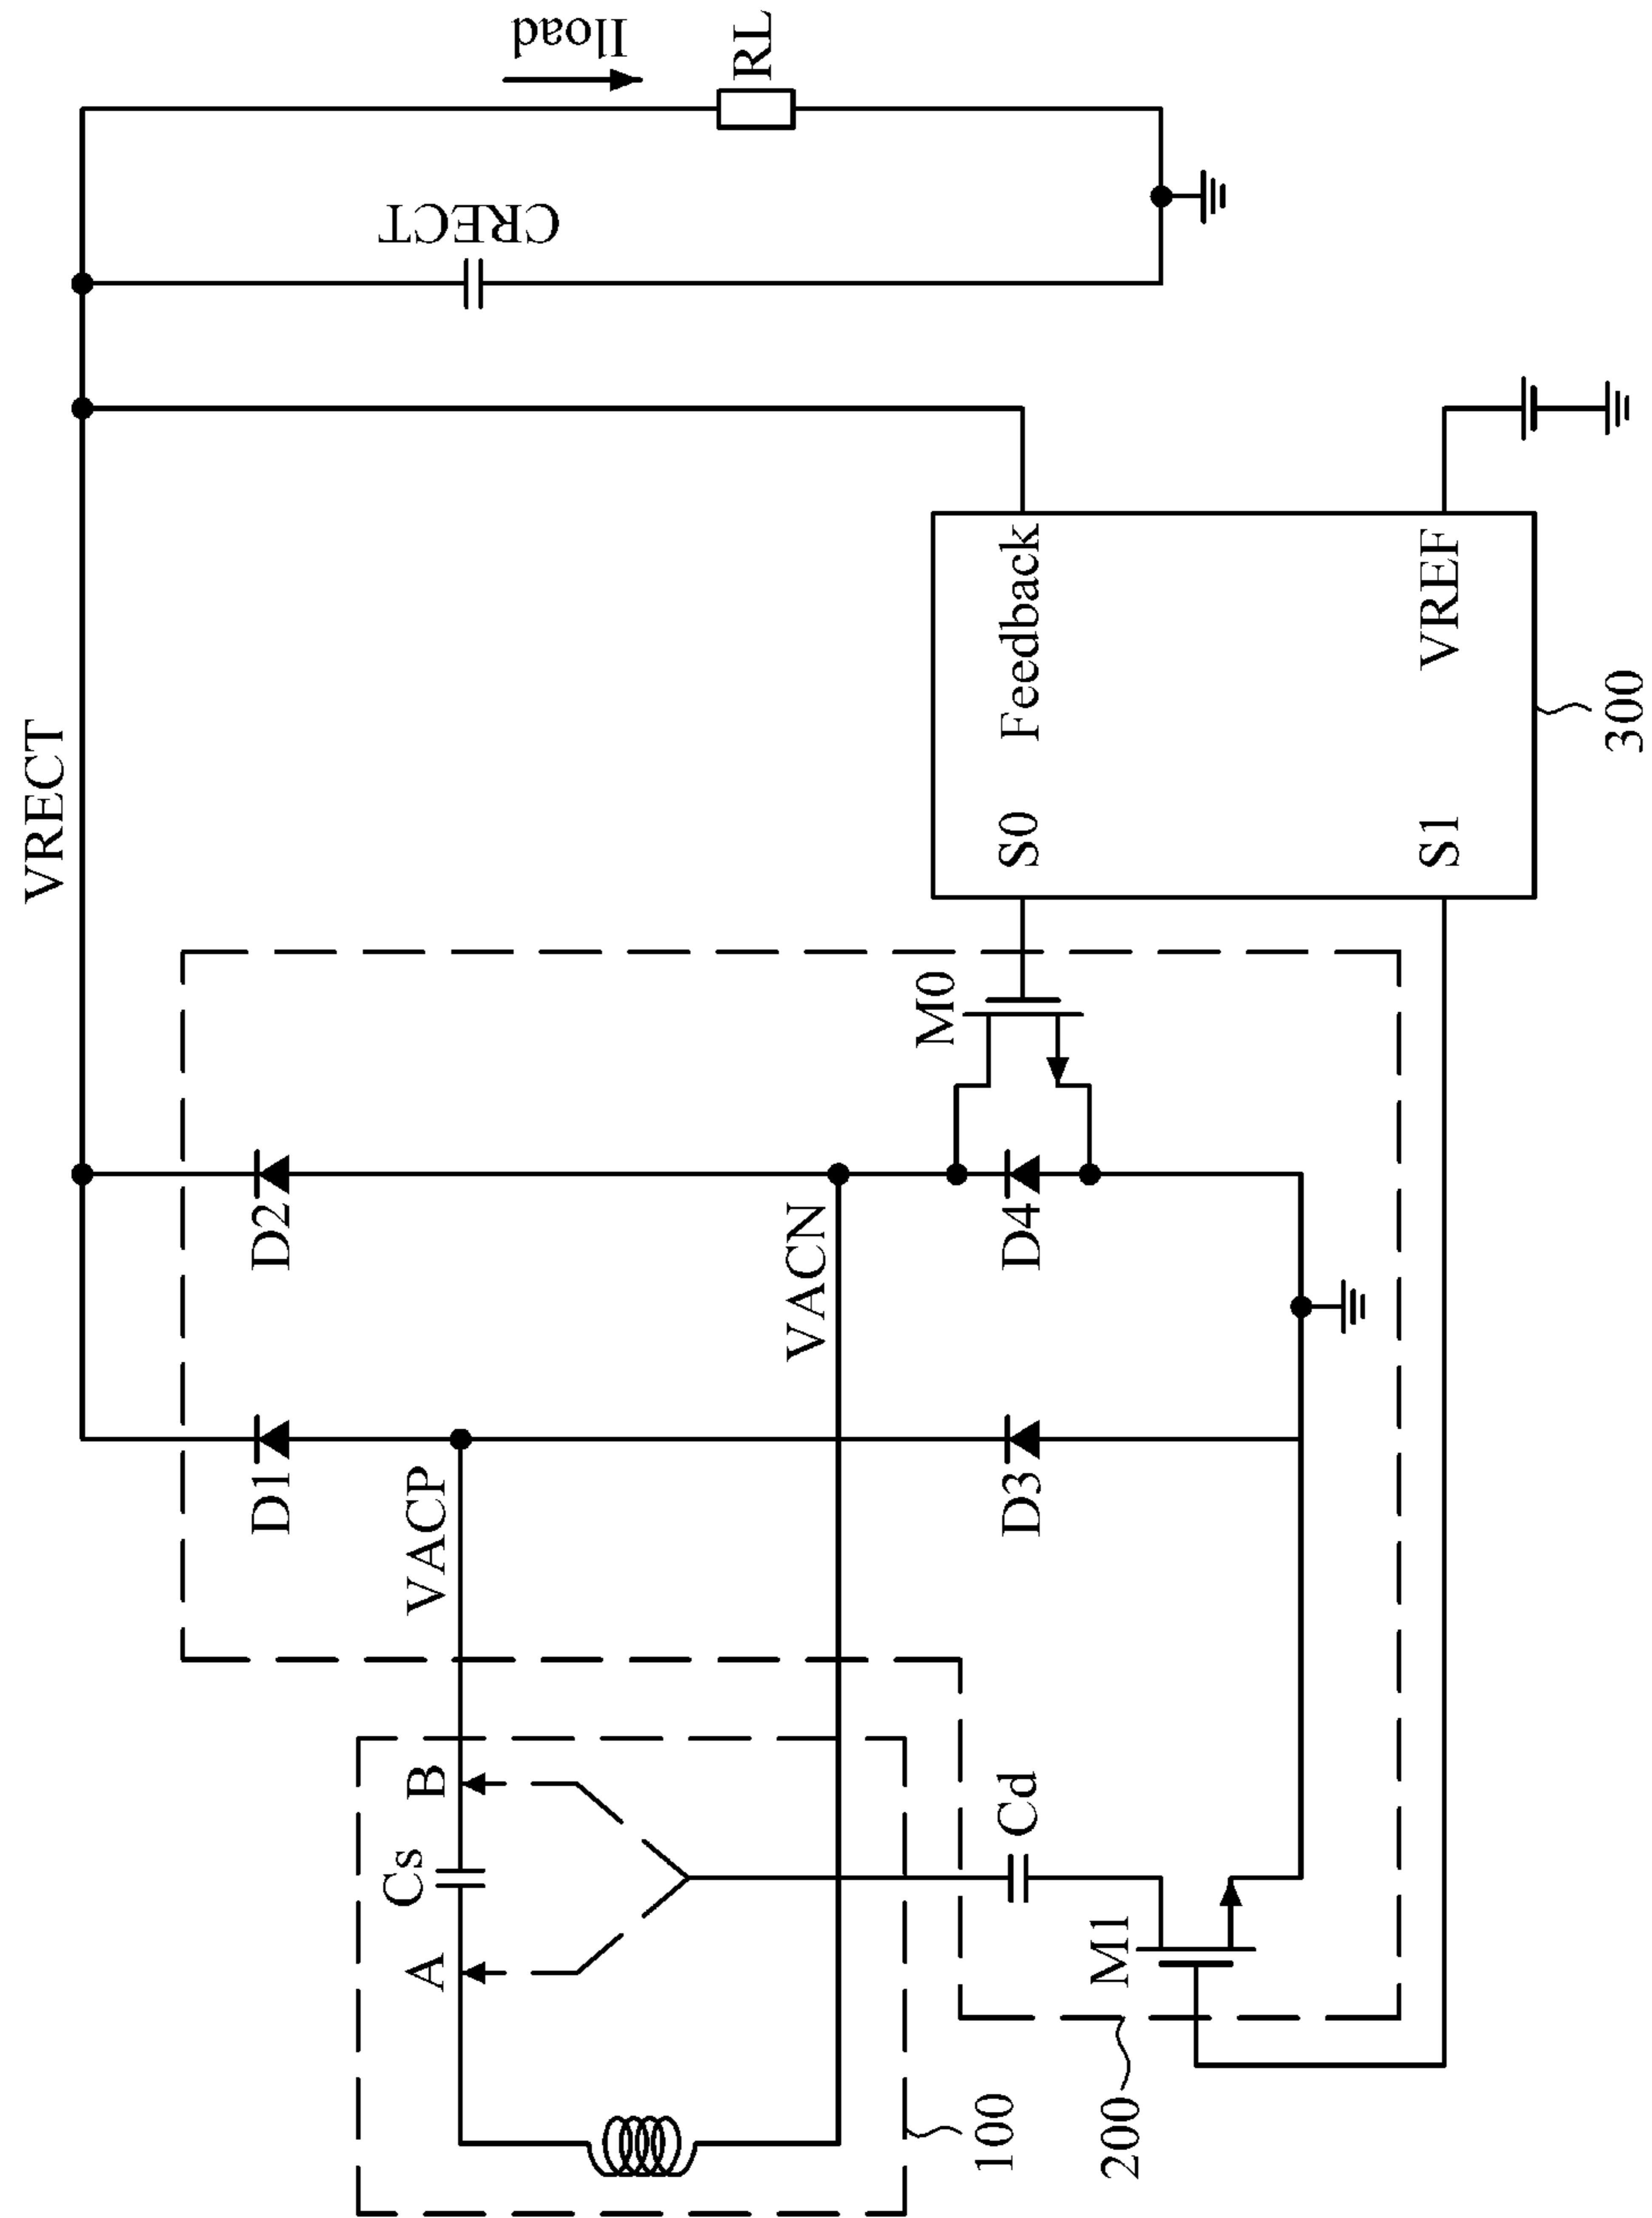 VRECT
CRECT
Iload
RL
D1
D2
VACP
VACN
A
Cs
B
D3
D4
M0
S0
Feedback
Cd
M1
S1
VREF
100
200
300